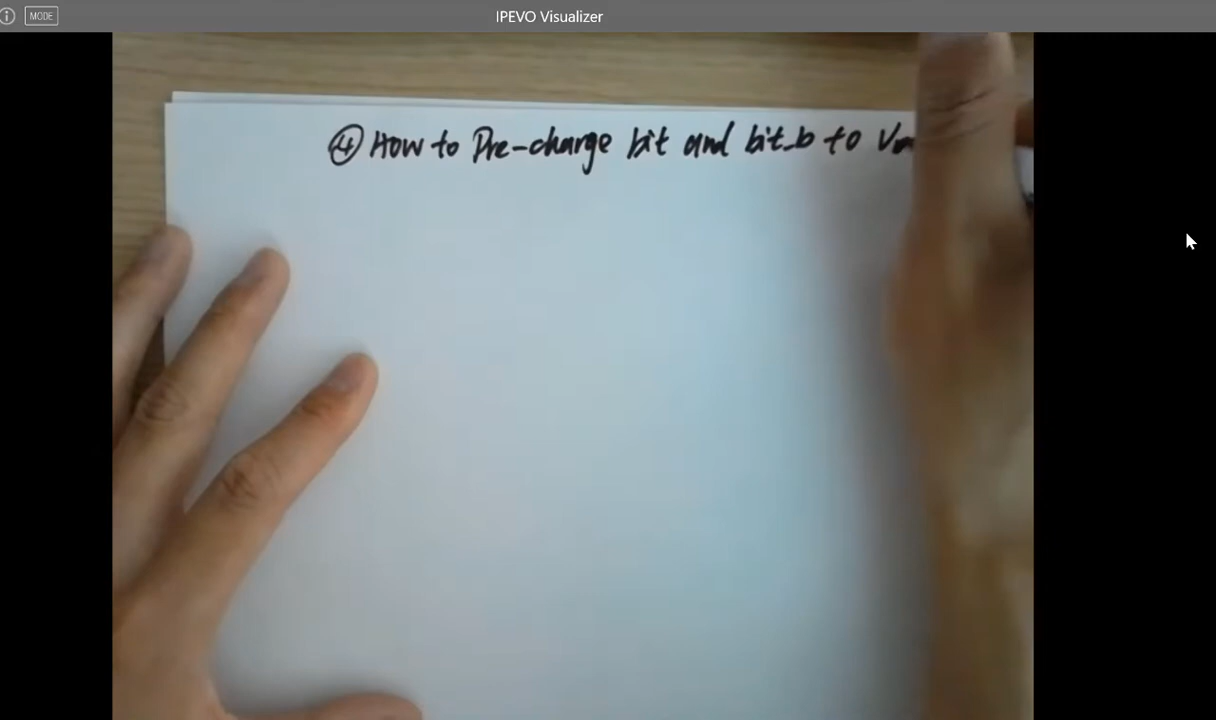 MODE
IPEVO Visualizer
④ How to Pre-charge bit and bit_b to